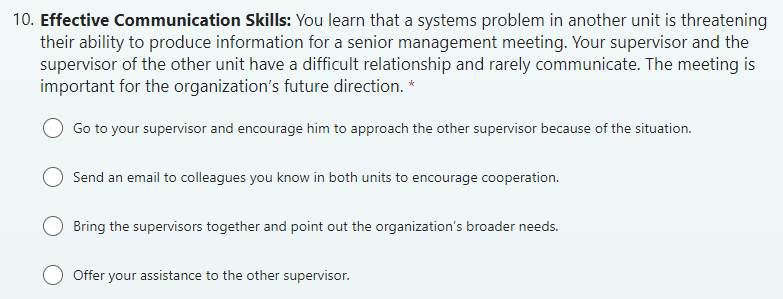 10. Effective Communication Skills: You learn that a systems problem in another unit is threatening
their ability to produce information for a senior management meeting. Your supervisor and the
supervisor of the other unit have a difficult relationship and rarely communicate. The meeting is
important for the organization's future direction. *
Go to your supervisor and encourage him to approach the other supervisor because of the situation.
Send an email to colleagues you know in both units to encourage cooperation.
Bring the supervisors together and point out the organization's broader needs.
Offer your assistance to the other supervisor.